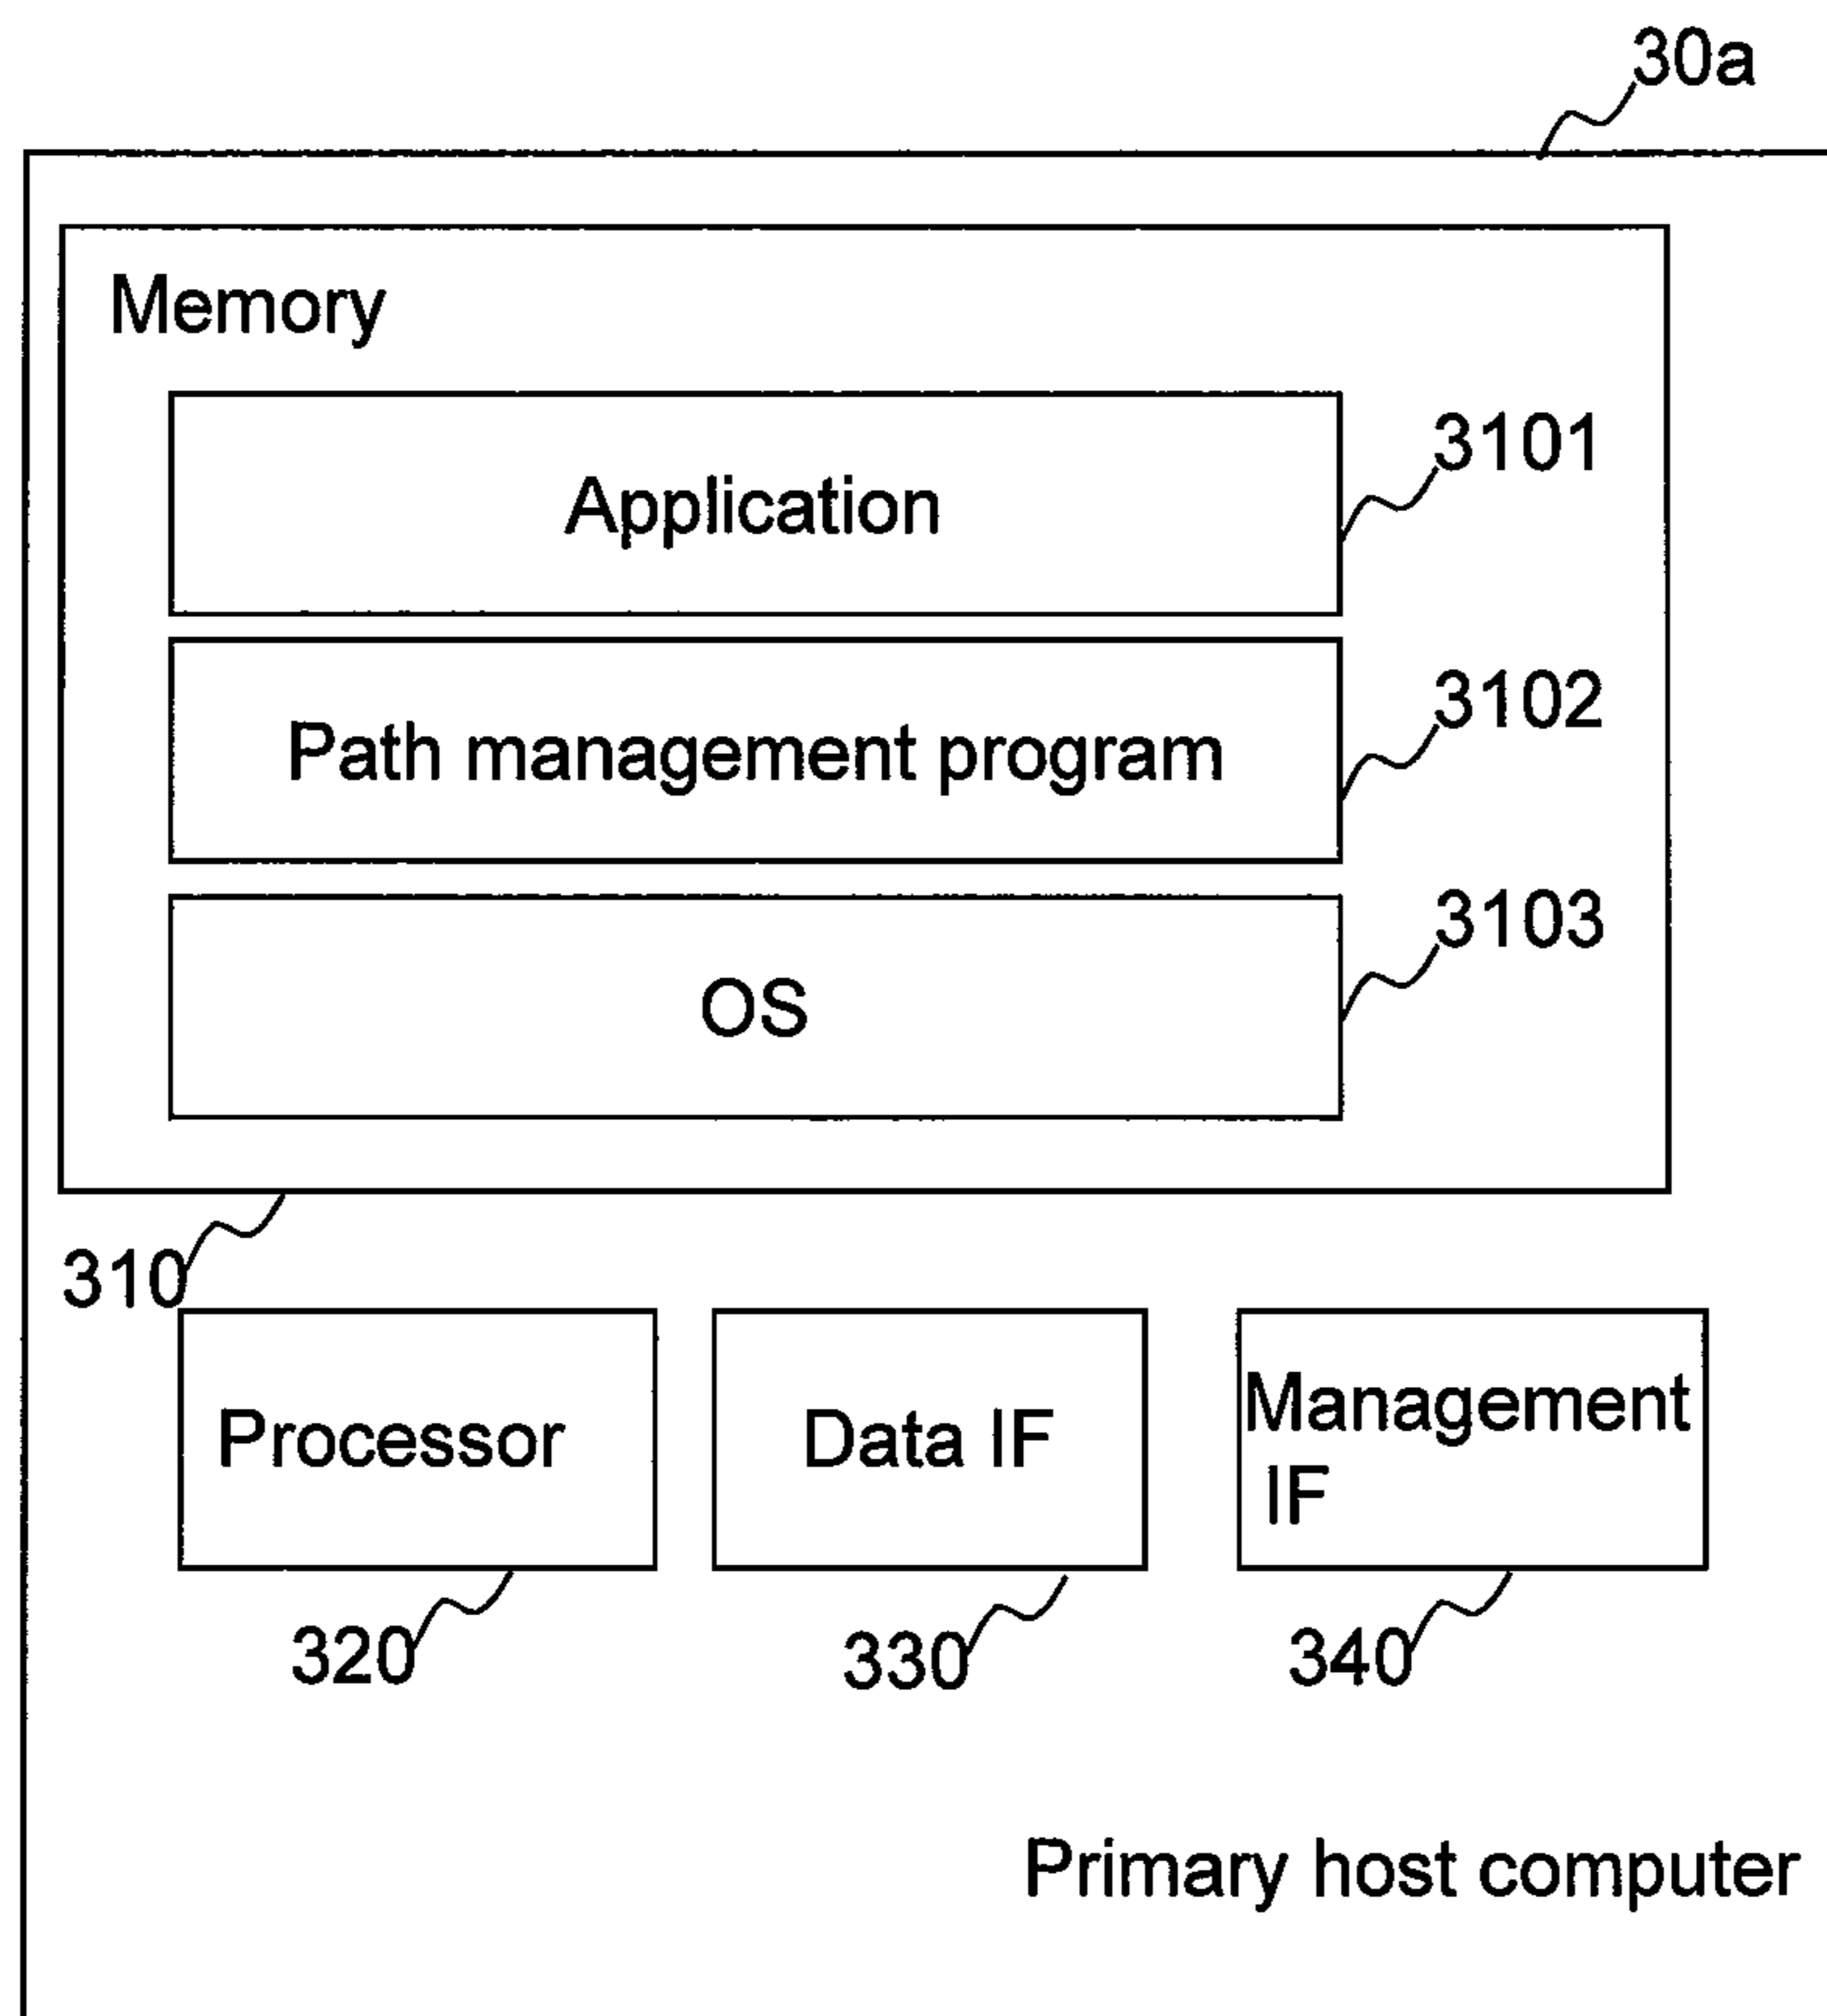 30a
Memory
Application
3101
Path management program
3102
OS
3103
310
Processor
Data IF
Management
IF
320
330
340
Primary host computer